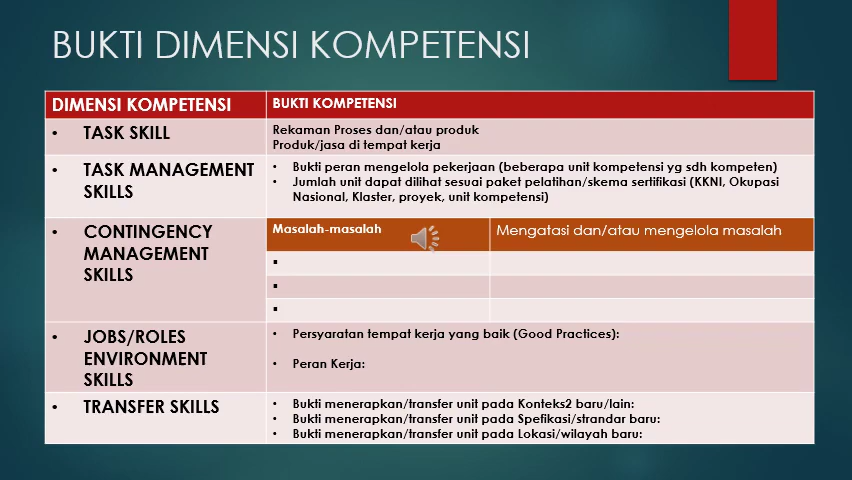 BUKTI DIMENSI KOMPETENSI
DIMENSI KOMPETENSI
BUKTI KOMPETENSI
• TASK SKILL
Rekaman Proses dan/atau produk
Produk/jasa di tempat kerja
• TASK MANAGEMENT
SKILLS
• Bukti peran mengelola pekerjaan (beberapa unit kompetensi yg sdh kompeten)
• Jumlah unit dapat dilihat sesuai paket pelatihan/skema sertifikasi (KKNI, Okupasi
Nasional, Klaster, proyek, unit kompetensi)
• CONTINGENCY
MANAGEMENT
SKILLS
Masalah-masalah
Mengatasi dan/atau mengelola masalah
• JOBS/ROLES
ENVIRONMENT
SKILLS
• Persyaratan tempat kerja yang baik (Good Practices):
• Peran Kerja:
• TRANSFER SKILLS
• Bukti menerapkan/transfer unit pada Konteks2 baru/lain:
• Bukti menerapkan/transfer unit pada Spefikasi/strandar baru:
• Bukti menerapkan/transfer unit pada Lokasi/wilayah baru: